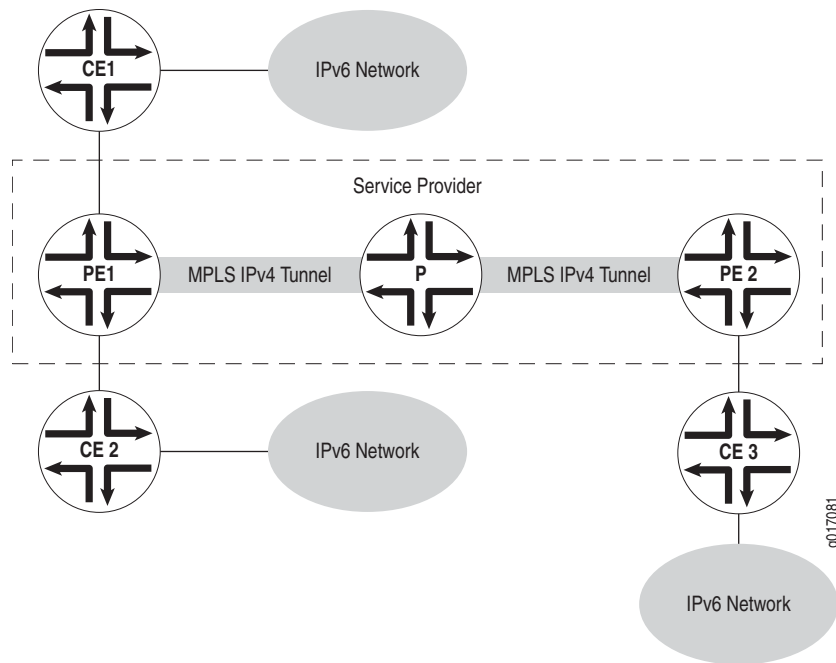 CE1
IPv6 Network
Service Provider
PE1
MPLS IPv4 Tunnel
P
MPLS IPv4 Tunnel
PE 2
CE 2
IPv6 Network
CE 3
g017081
IPv6 Network